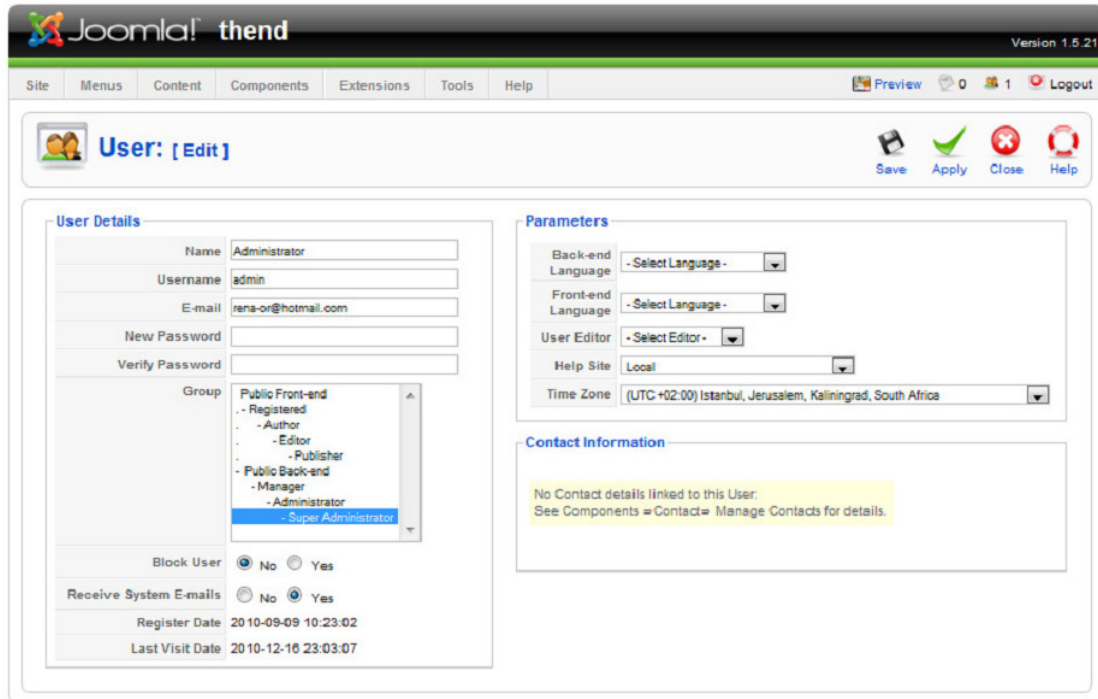 Joomla! thend
Version 1.5.21
Site Menus Content Components Extensions Tools Help Preview 0 1 Logout
User: [ Edit ]
Save Apply Close Help
User Details
Name Administrator
Username admin
E-mail rena-or@hotmail.com
New Password
Verify Password
Group Public Front-end
. - Registered
. - Author
. - Editor
. - Publisher
- Public Back-end
- Manager
- Administrator
- Super Administrator
Block User No Yes
Receive System E-mails No Yes
Register Date 2010-09-09 10:23:02
Last Visit Date 2010-12-16 23:03:07
Parameters
Back-end
Language - Select Language -
Front-end
Language - Select Language -
User Editor - Select Editor -
Help Site Local
Time Zone (UTC +02:00) Istanbul, Jerusalem, Kaliningrad, South Africa
Contact Information
No Contact details linked to this User:
See Components = Contact= Manage Contacts for details.